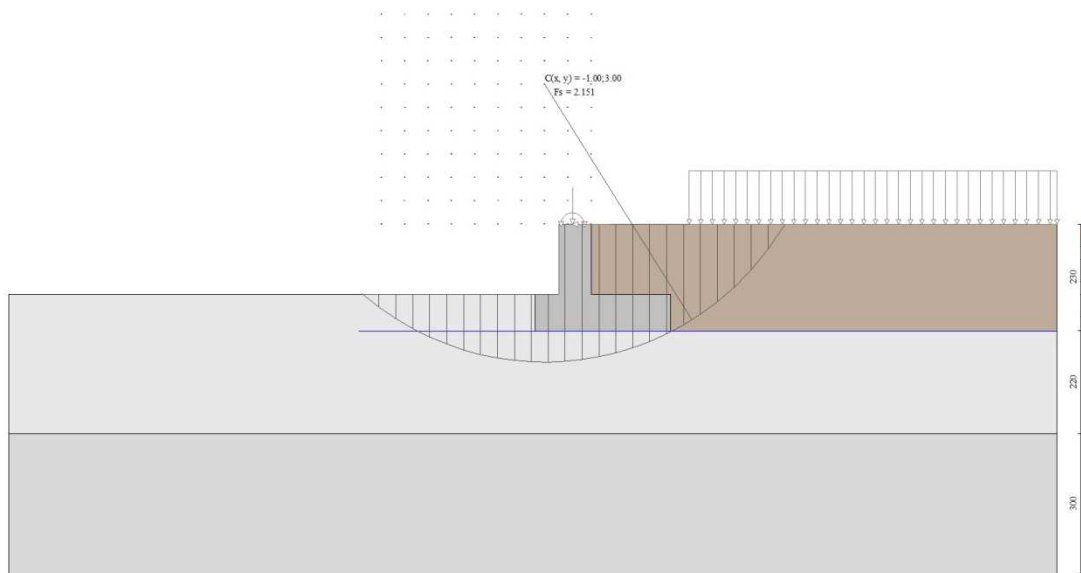 C(x, y) = -1.00;3.00
Fs = 2.151
230
220
300